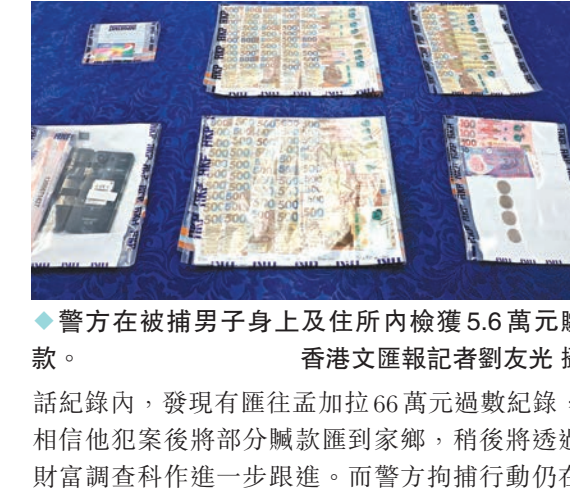 ◆警方在被捕男子身上及住所內檢獲5.6萬元
款。 香港文匯報記者劉友光
話紀錄內，發現有匯往孟加拉66萬元過數紀錄，
相信他犯案後將部分贓款匯到家鄉，稍後將透過
財富調查科作進一步跟進。而警方拘捕行動仍在